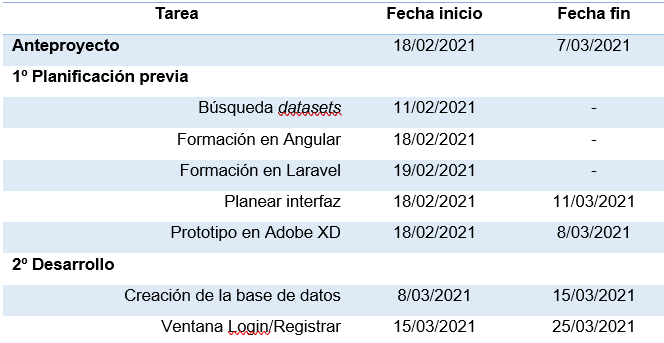 Tarea Fecha inicio Fecha fin
Anteproyecto 18/02/2021 7/03/2021
1º Planificación previa
Búsqueda datasets 11/02/2021 -
Formación en Angular 18/02/2021 -
Formación en Laravel 19/02/2021 -
Planear interfaz 18/02/2021 11/03/2021
Prototipo en Adobe XD 18/02/2021 8/03/2021
2º Desarrollo
Creación de la base de datos 8/03/2021 15/03/2021
Ventana Login/Registrar 15/03/2021 25/03/2021